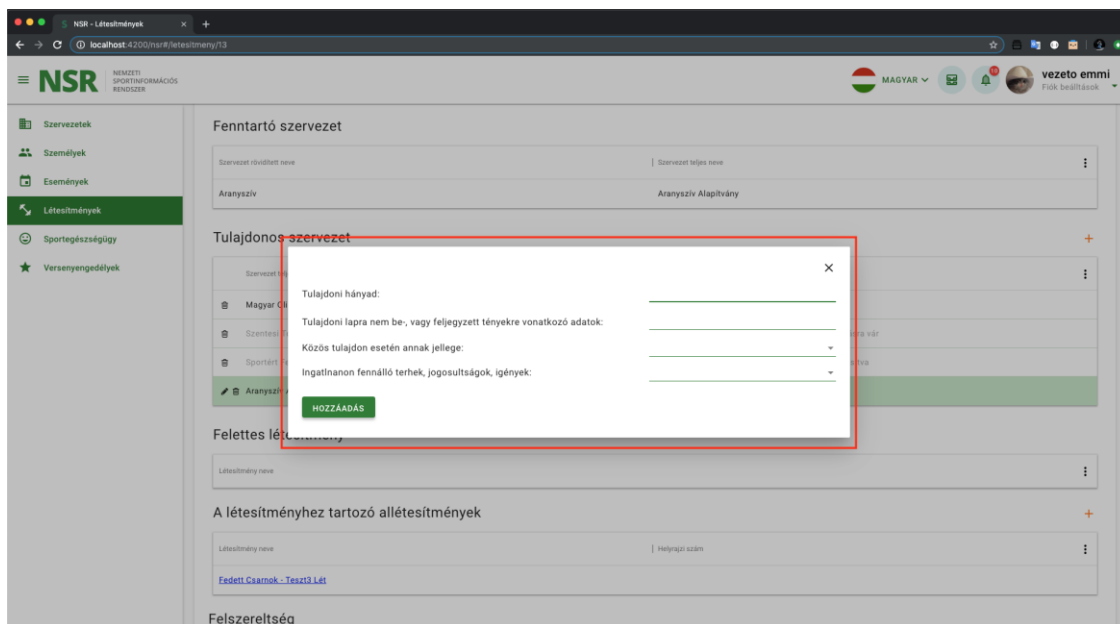 NSR - Létesítmények
localhost:4200/nsr#/letesitmeny/13
NSR
NEMZETI
SPORTINFORMÁCIÓS
RENDSZER
MAGYAR
10
vezeto emmi
Fiók beállítások
Szervezetek
Személyek
Események
Létesítmények
Sportegészségügy
Versenyengedélyek
Fenntartó szervezet
Szervezet rövidített neve
Szervezet teljes neve
Aranyszív
Aranyszív Alapítvány
Tulajdonos szervezet
Szervezet
Magyar
Szentesi
Sportért
Aranyszív
vár
Tulajdoni hányad:
Tulajdoni lapra nem be-, vagy feljegyzett tényekre vonatkozó adatok:
Közös tulajdon esetén annak jellege:
Ingatlnanon fennálló terhek, jogosultságok, igények:
HOZZÁADÁS
Felettes létesítmény
Létesítmény neve
A létesítményhez tartozó allétesítmények
Létesítmény neve
Helyrajzi szám
Fedett Csarnok - Teszt3 Lét
Felszereltség